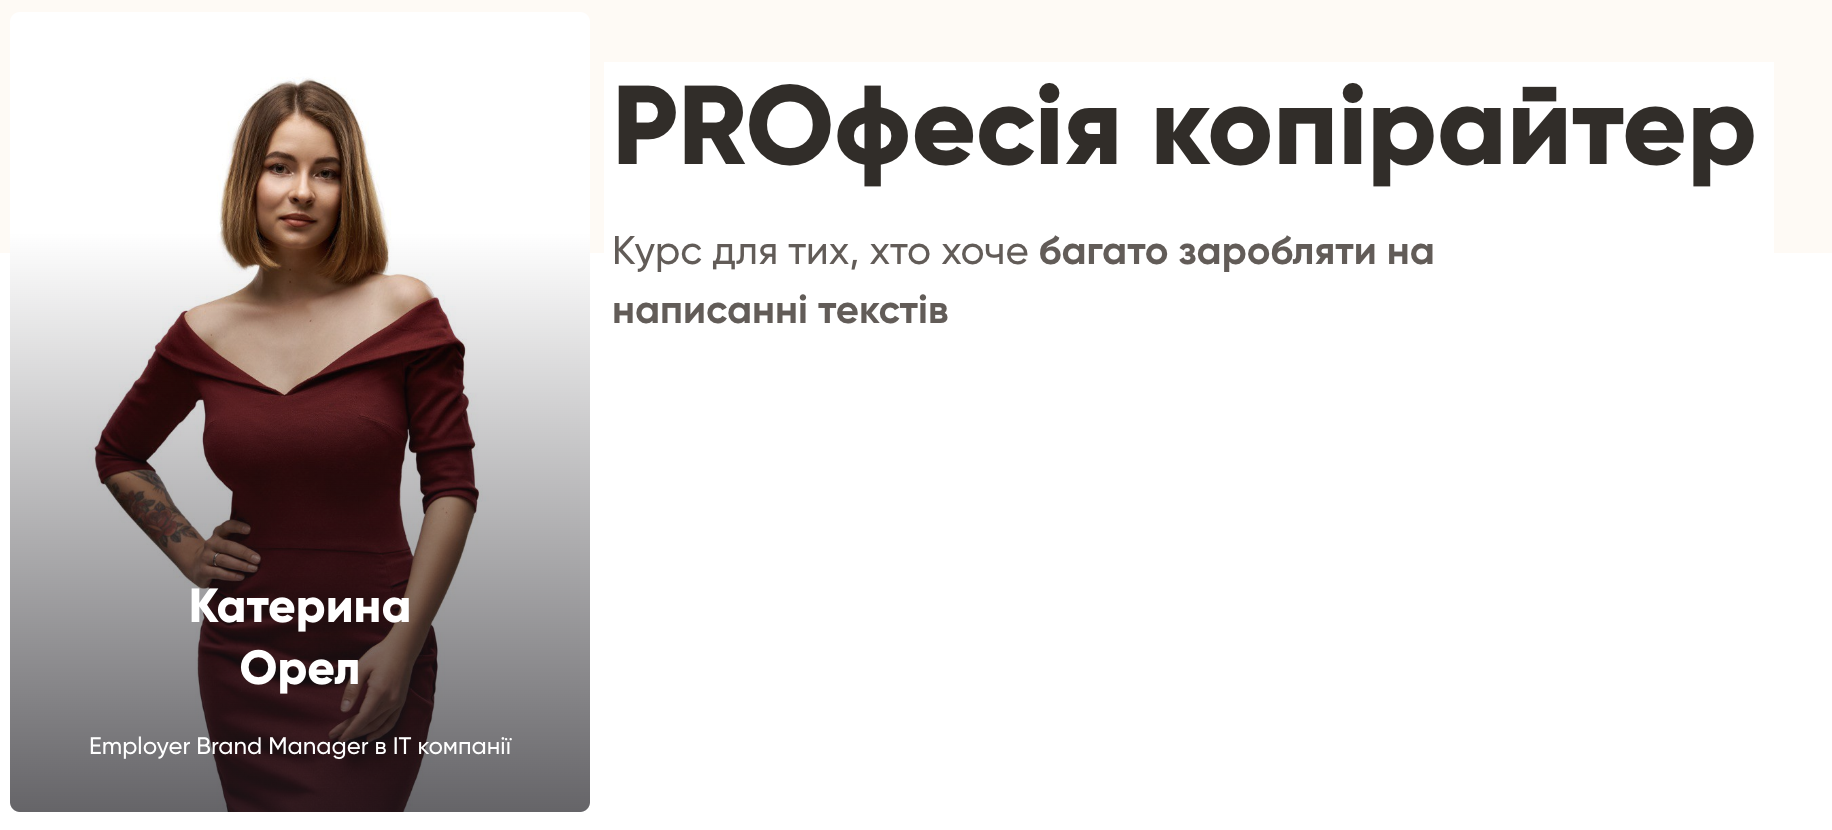 PROфесія копірайтер
Курс для тих, хто хоче багато заробляти на
написанні текстів
Катерина
Орел
Employer Brand Manager в IT компанії